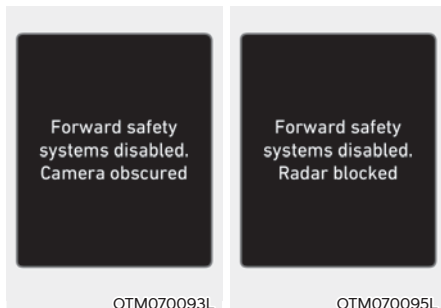 Forward safety
systems disabled.
Camera obscured
OTM070093L
Forward safety
systems disabled.
Radar blocked
OTM070095L